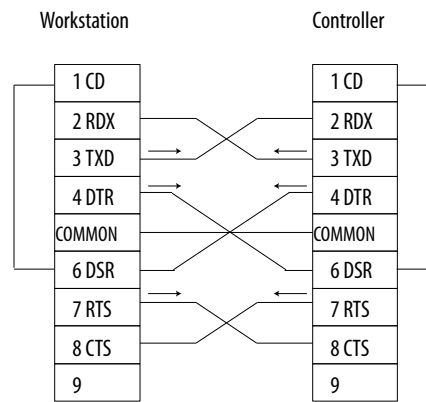 Workstation Controller
1 CD 1 CD
2 RDX 2 RDX
3 TXD 3 TXD
4 DTR 4 DTR
COMMON COMMON
6 DSR 6 DSR
7 RTS 7 RTS
8 CTS 8 CTS
9 9